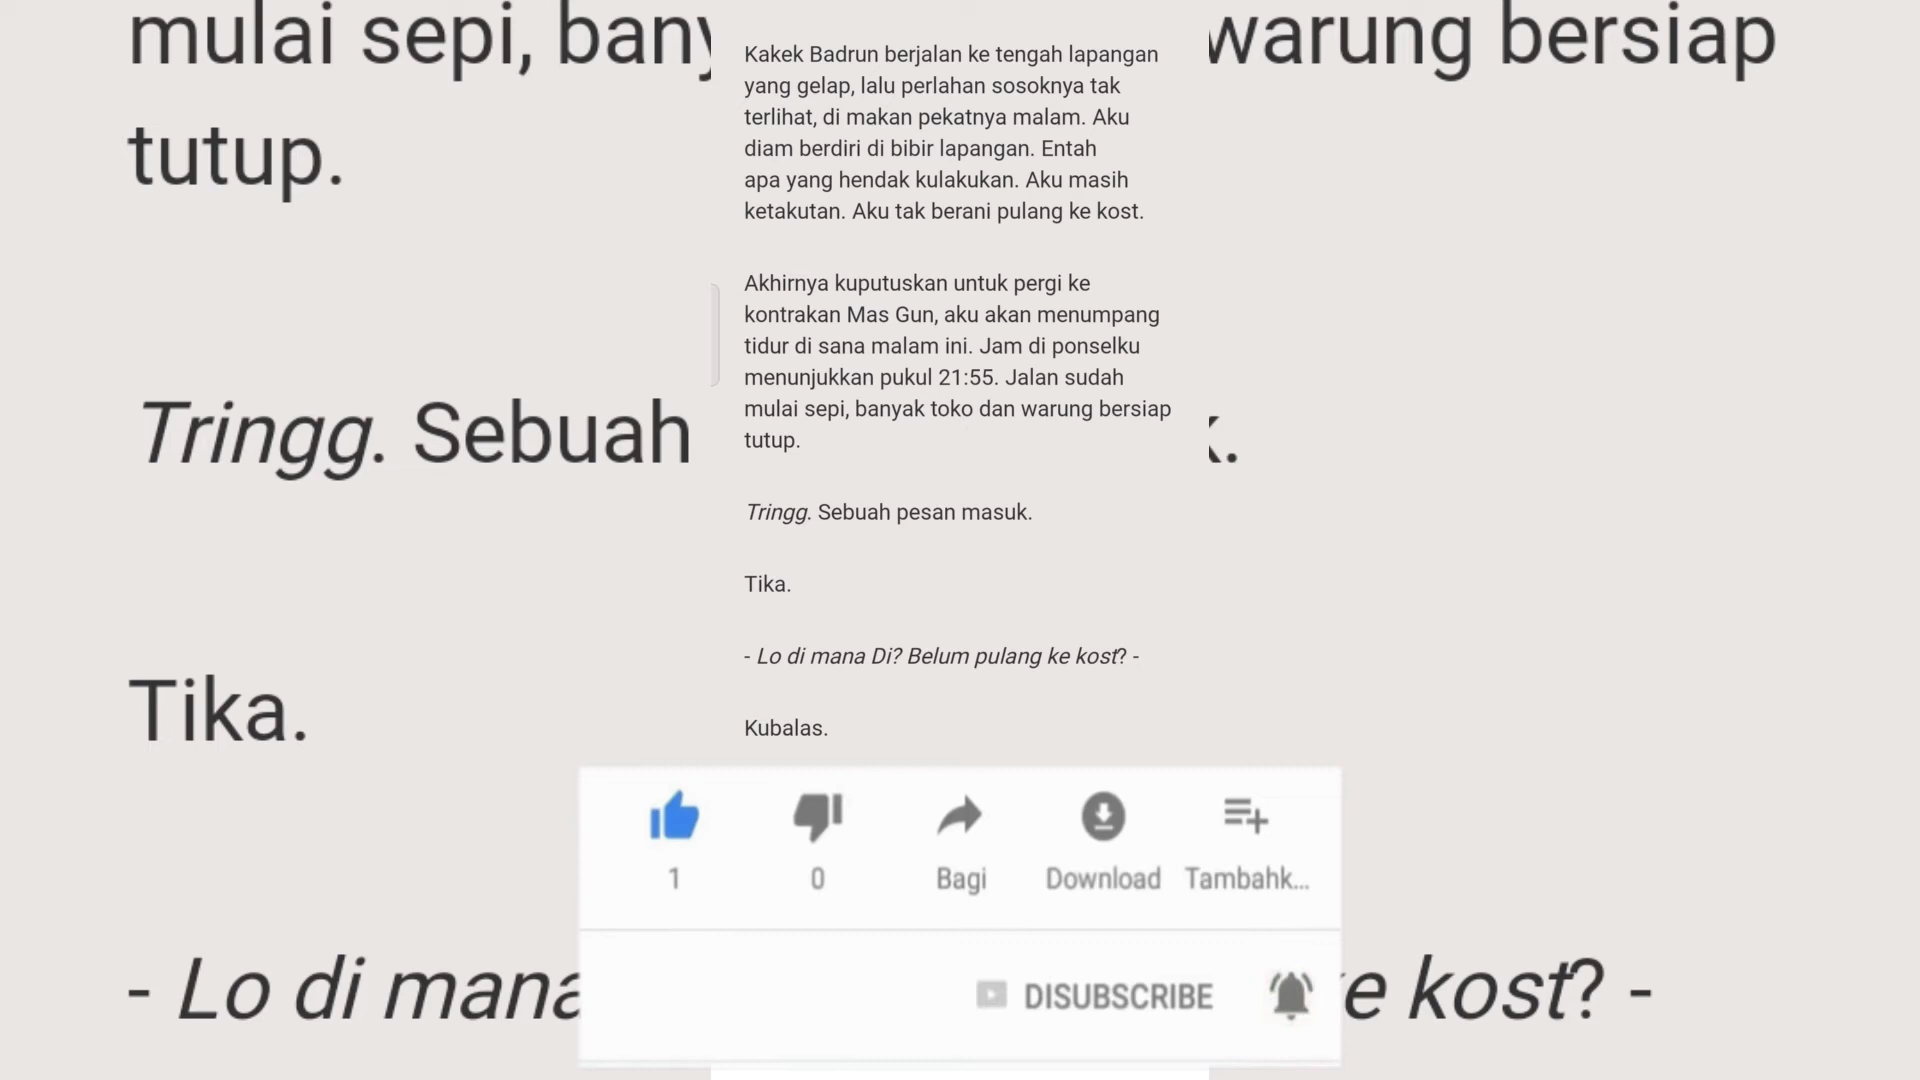 mulai sepi, bany
warung bersiap
tutup.
Tringg. Sebuah
k.
Tika.
- Lo di mana
ke kost? -
Kakek Badrun berjalan ke tengah lapangan
yang gelap, lalu perlahan sosoknya tak
terlihat, di makan pekatnya malam. Aku
diam berdiri di bibir lapangan. Entah
apa yang hendak kulakukan. Aku masih
ketakutan. Aku tak berani pulang ke kost.
Akhirnya kuputuskan untuk pergi ke
kontrakan Mas Gun, aku akan menumpang
tidur di sana malam ini. Jam di ponselku
menunjukkan pukul 21:55. Jalan sudah
mulai sepi, banyak toko dan warung bersiap
tutup.
Tringg. Sebuah pesan masuk.
Tika.
- Lo di mana Di? Belum pulang ke kost? -
Kubalas.
1
0
Bagi
Download
Tambahk...
DISUBSCRIBE